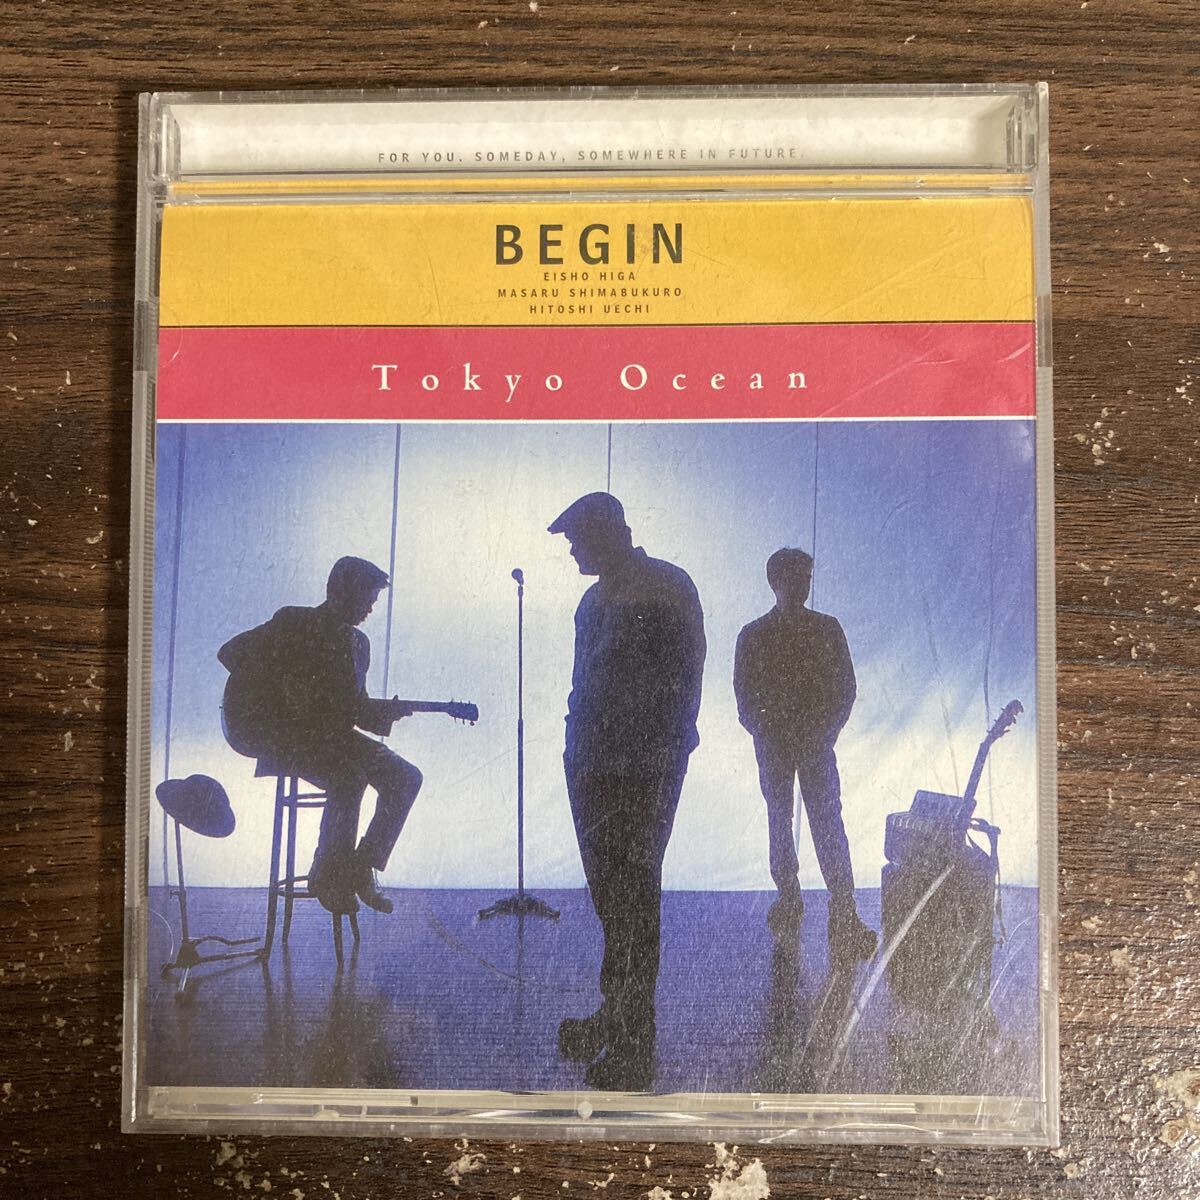 FOR YOU. SOMEDAY, SOMEWHERE IN FUTURE.
BEGIN
EISHO HIGA
MASARU SHIMABUKURO
HITOSHI UECHI
Tokyo Ocean